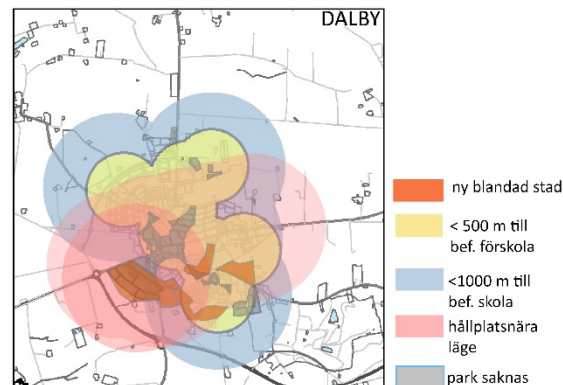 DALBY
ny blandad stad
< 500 m till
bef. förskola
<1000 m till
bef. skola
hållplatsnära
läge
park saknas